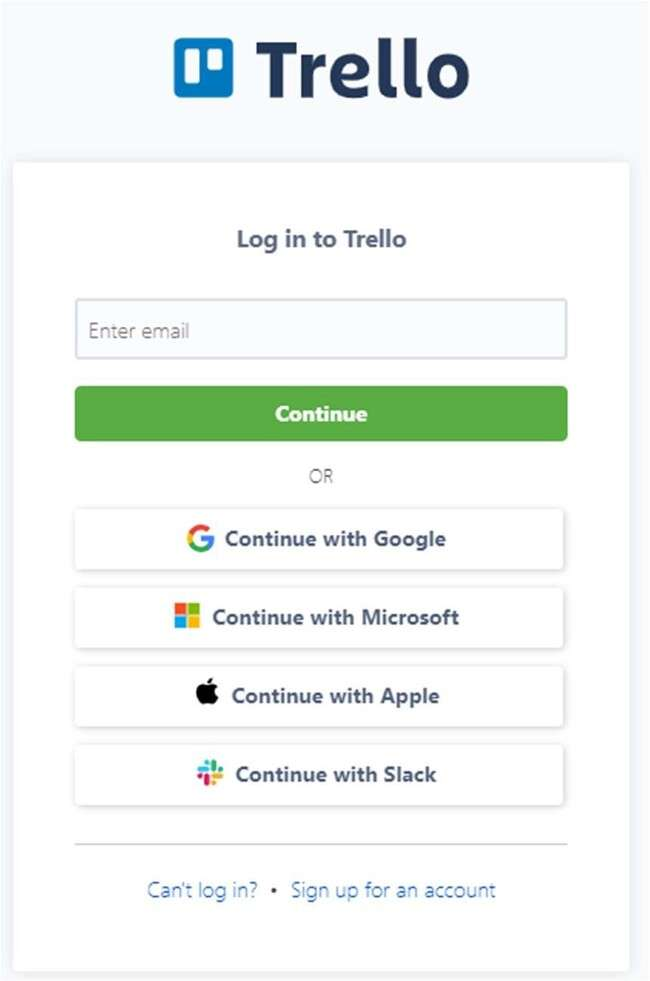 Trello
Log in to Trello
Enter email
Continue
OR
Continue with Google
Continue with Microsoft
Continue with Apple
Continue with Slack
Can't log in? • Sign up for an account